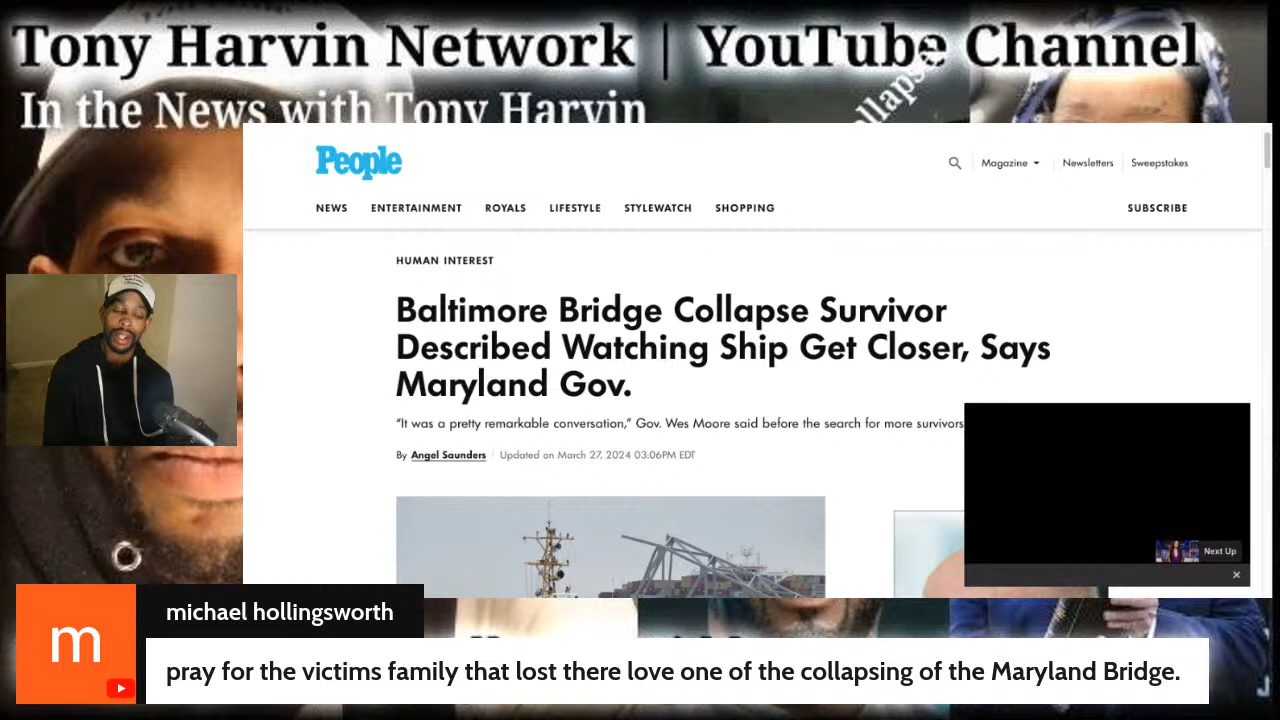 Tony Harvin Network | YouTube Channel
In the News with Tony Harvin
People
Magazine
Newsletters
Sweepstakes
NEWS ENTERTAINMENT ROYALS LIFESTYLE STYLEWATCH SHOPPING
SUBSCRIBE
HUMAN INTEREST
Baltimore Bridge Collapse Survivor
Described Watching Ship Get Closer, Says
Maryland Gov.
“It was a pretty remarkable conversation,” Gov. Wes Moore said before the search for more survivors
By Angel Saunders Updated on March 27, 2024 03:06PM EDT
Next Up
m
michael hollingsworth
pray for the victims family that lost there love one of the collapsing of the Maryland Bridge.